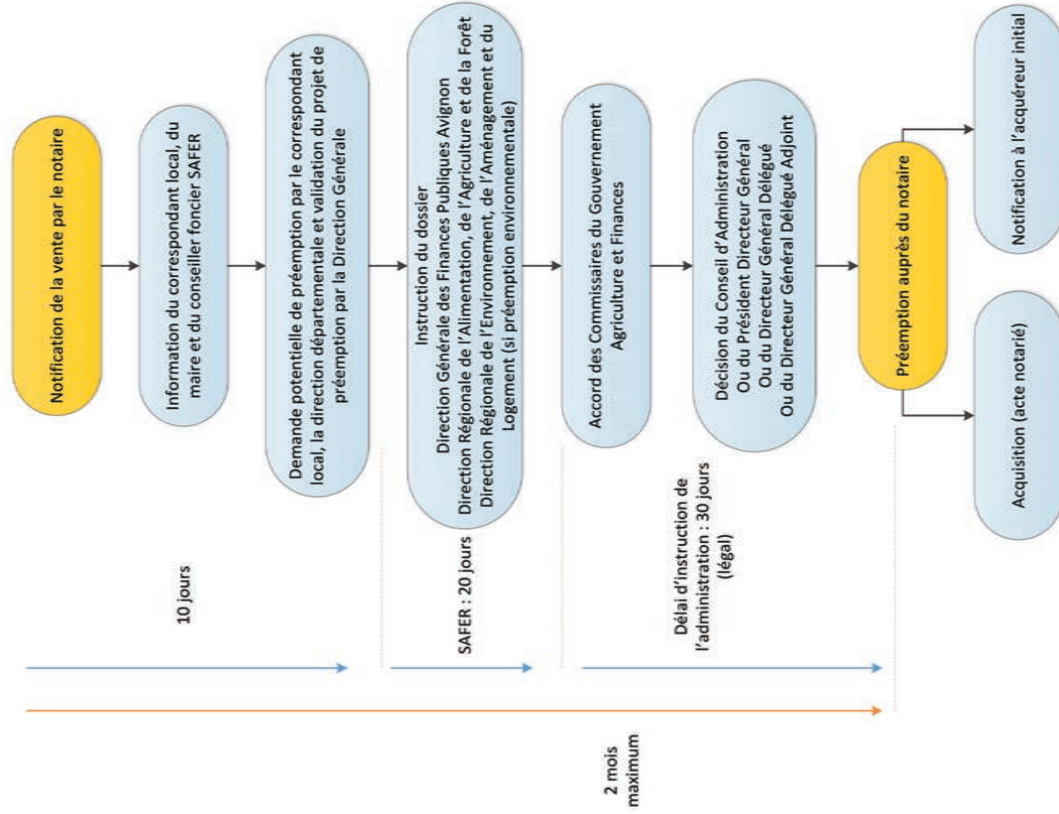 Notification de la vente par le notaire
Information du correspondant local, du
maire et du conseiller foncier SAFER
Demande potentielle de préemption par le correspondant
local, la direction départementale et validation du projet de
préemption par la Direction Générale
Instruction du dossier
Direction Générale des Finances Publiques Avignon
Direction Régionale de l'Alimentation, de l'Agriculture et de la Forêt
Direction Régionale de l'Environnement, de l'Aménagement et du
Logement (si préemption environnementale)
Accord des Commissaires du Gouvernement
Agriculture et Finances
Décision du Conseil d'Administration
Ou du Président Directeur Général
Ou du Directeur Général Délégué
Ou du Directeur Général Délégué Adjoint
Préemption auprès du notaire
Acquisition (acte notarié)
Notification à l'acquéreur initial
10 jours
SAFER : 20 jours
Délai d'instruction de
l'administration : 30 jours
(légal)
2 mois
maximum